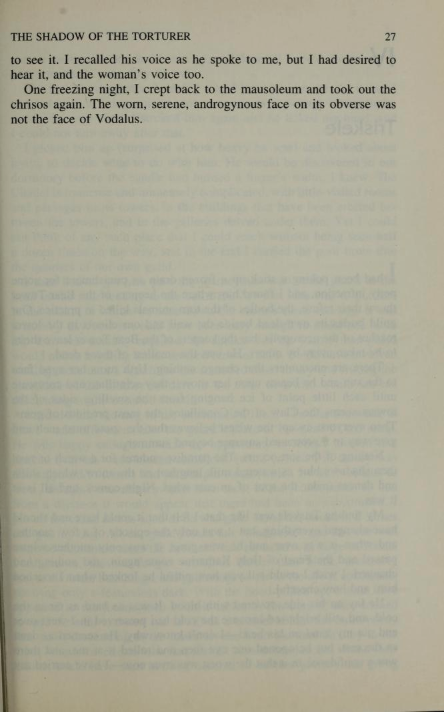 THE SHADOW OF THE TORTURER 27
to see it. I recalled his voice as he spoke to me, but I had desired to
hear it, and the woman's voice too.
One freezing night, I crept back to the mausoleum and took out the
chrisos again. The worn, serene, androgynous face on its obverse was
not the face of Vodalus.